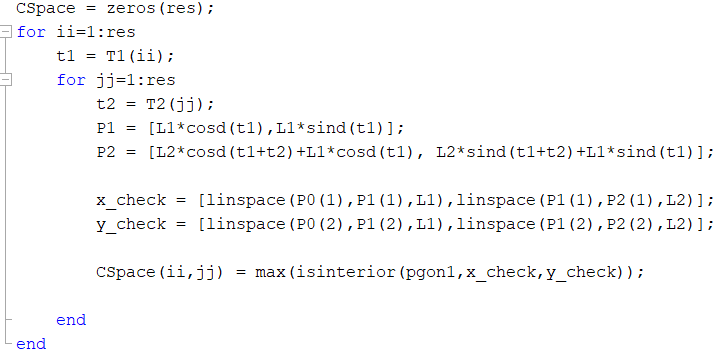 CSpace = zeros(res);
for ii=1:res
t1 = T1(ii);
for jj=1:res
t2 = T2(jj);
P1 = [L1*cosd(t1),L1*sind(t1)];
P2 = [L2*cosd(t1+t2)+L1*cosd(t1), L2*sind(t1+t2)+L1*sind(t1)];
x_check = [linspace(P0(1),P1(1),L1),linspace(P1(1),P2(1),L2)];
y_check = [linspace(P0(2),P1(2),L1),linspace(P1(2),P2(2),L2)];
CSpace(ii,jj) = max(isinterior(pgon1,x_check,y_check));
end
end